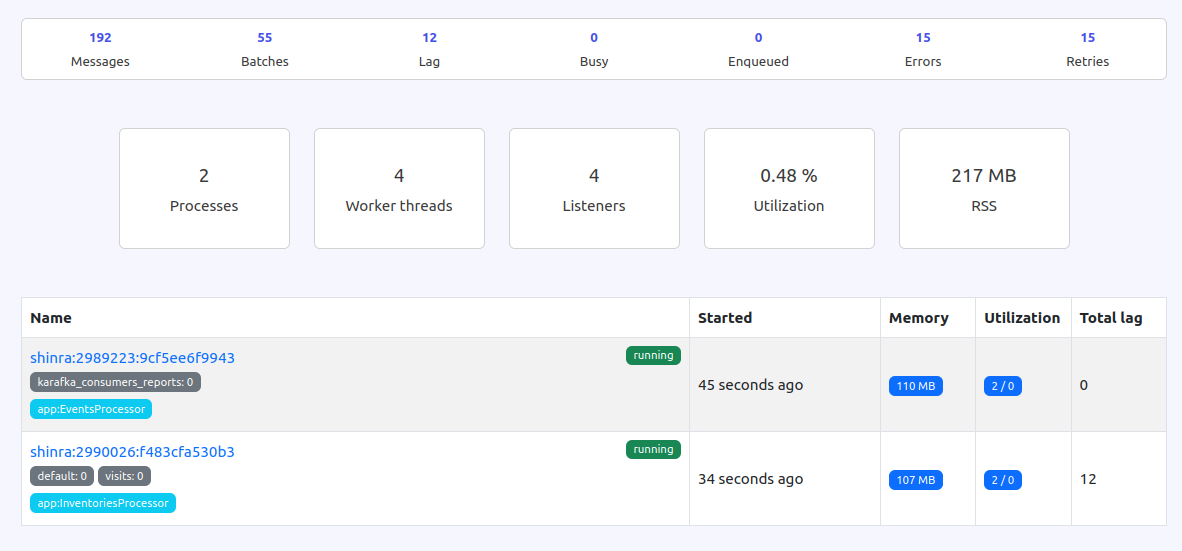 192 55 12 0 0 15 15
Messages Batches Lag Busy Enqueued Errors Retries
2 4 4 0.48 % 217 MB
Processes Worker threads Listeners Utilization RSS
Name Started Memory Utilization Total lag
shinra:2989223:9cf5ee6f9943 running
karafka_consumers_reports: 0
45 seconds ago 110 MB 2 / 0 0
app:EventsProcessor
shinra:2990026:f483cfa530b3 running
default: 0 visits: 0
34 seconds ago 107 MB 2 / 0 12
app:InventoriesProcessor